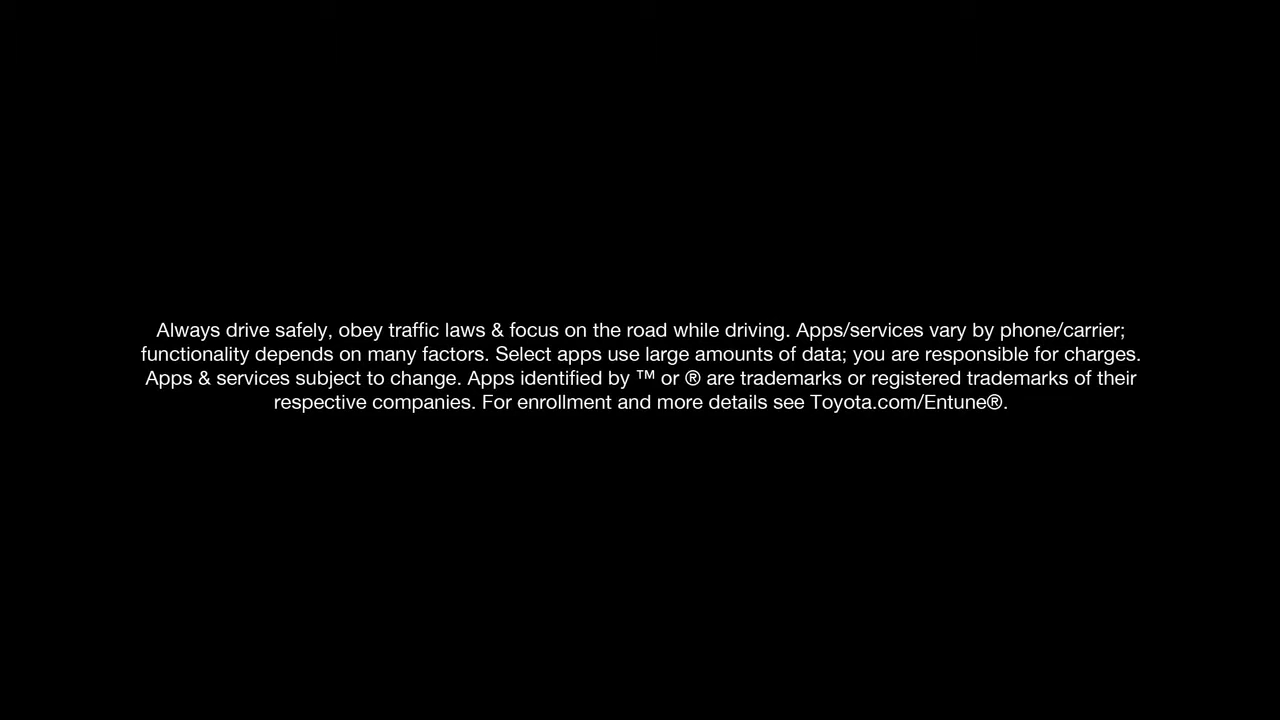 Always drive safely, obey traffic laws & focus on the road while driving. Apps/services vary by phone/carrier;
functionality depends on many factors. Select apps use large amounts of data; you are responsible for charges.
Apps & services subject to change. Apps identified by ™ or ® are trademarks or registered trademarks of their
respective companies. For enrollment and more details see Toyota.com/Entune®.